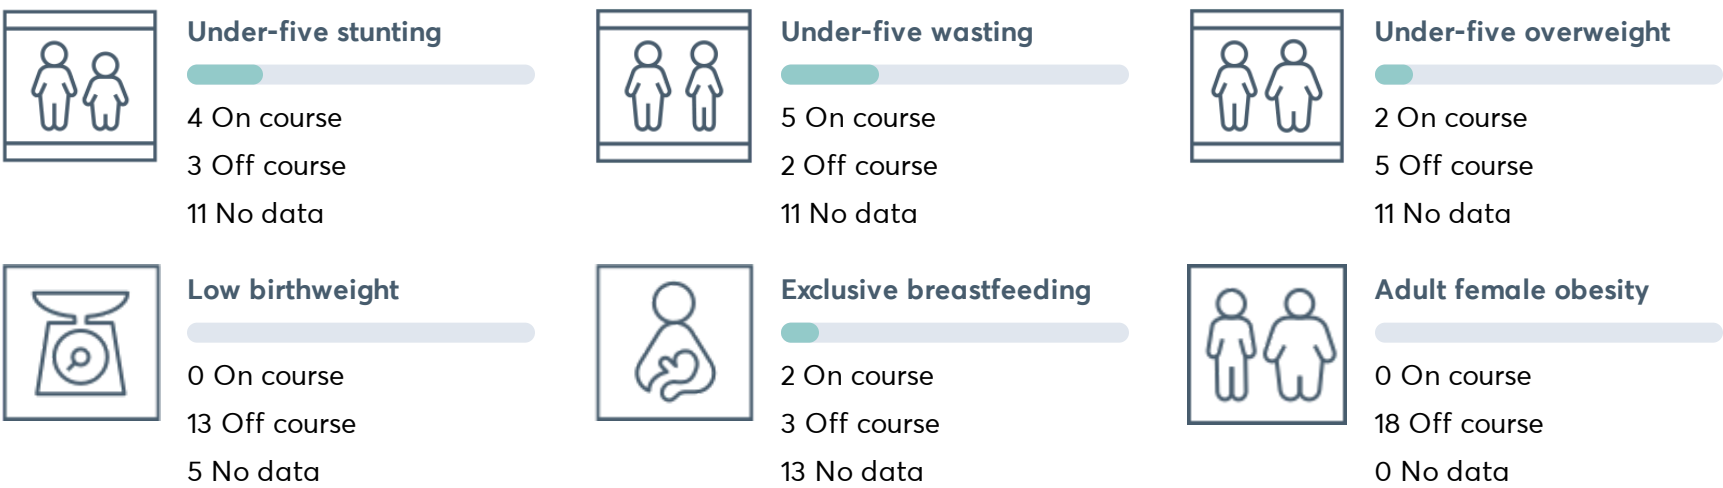 Under-five stunting
4 On course
3 Off course
11 No data
Under-five wasting
5 On course
2 Off course
11 No data
Under-five overweight
2 On course
5 Off course
11 No data
Low birthweight
0 On course
13 Off course
5 No data
Exclusive breastfeeding
2 On course
3 Off course
13 No data
Adult female obesity
0 On course
18 Off course
0 No data